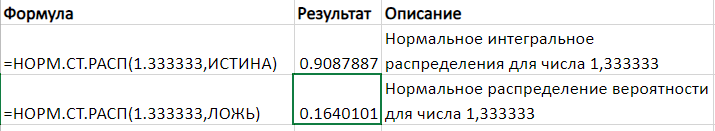 Формула Результат Описание
Нормальное интегральное
=НОРМ.СТ.РАСП(1.333333,ИСТИНА) 0.9087887 распределения для числа 1,333333
Нормальное распределение вероятности
=НОРМ.СТ.РАСП(1.333333,ЛОЖЬ) 0.1640101 для числа 1,333333